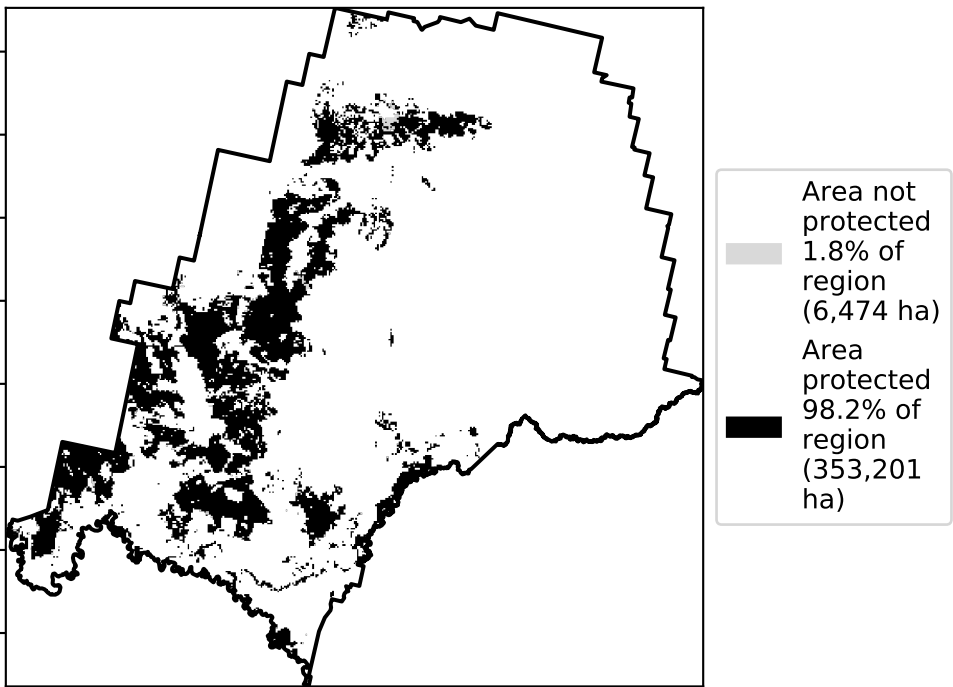 Area not
protected
1.8% of
region
(6,474 ha)
Area
protected
98.2% of
region
(353,201
ha)